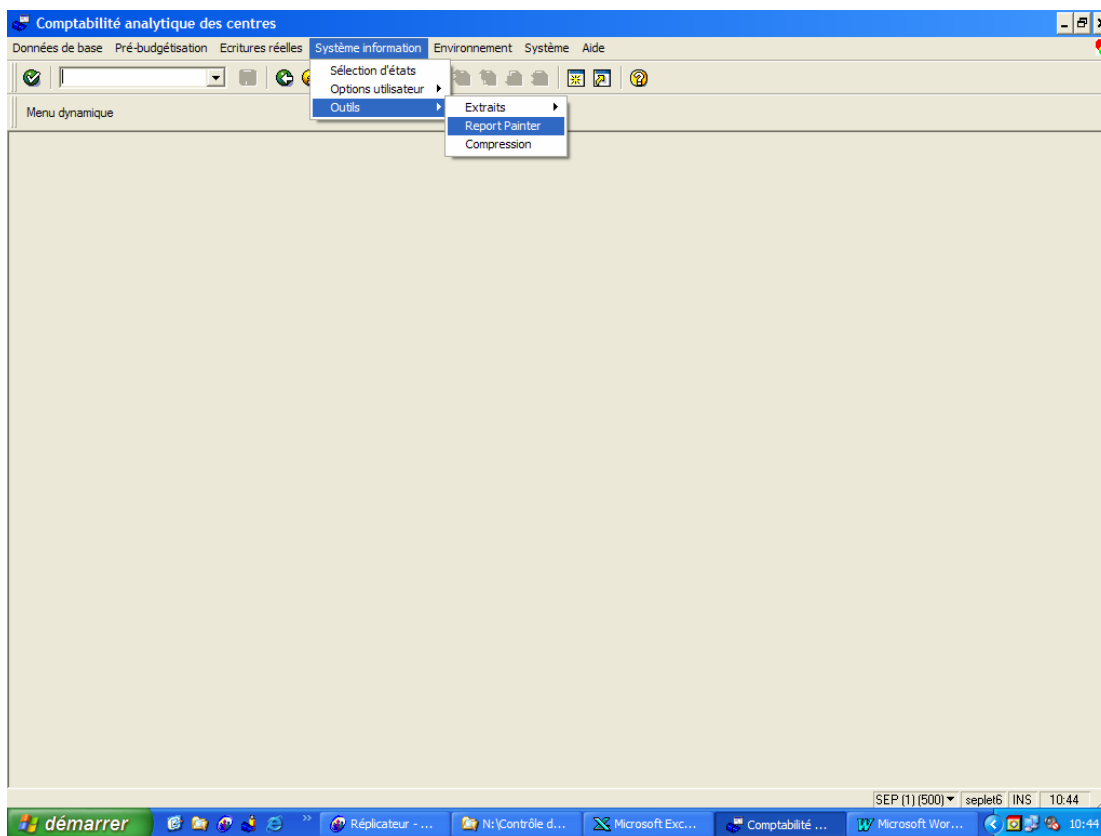 Comptabilité analytique des centres
Données de base Pré-budgétisation Ecritures réelles Système information Environnement Système Aide
Sélection d'états
Options utilisateur
Outils
Extraits
Report Painter
Compression
Menu dynamique
SEP (1) (500) seplet6 INS 10:44
démarrer » Réplicateur - ... N:\Contrôle d... Microsoft Exc... Comptabilité ... Microsoft Wor... 10:44